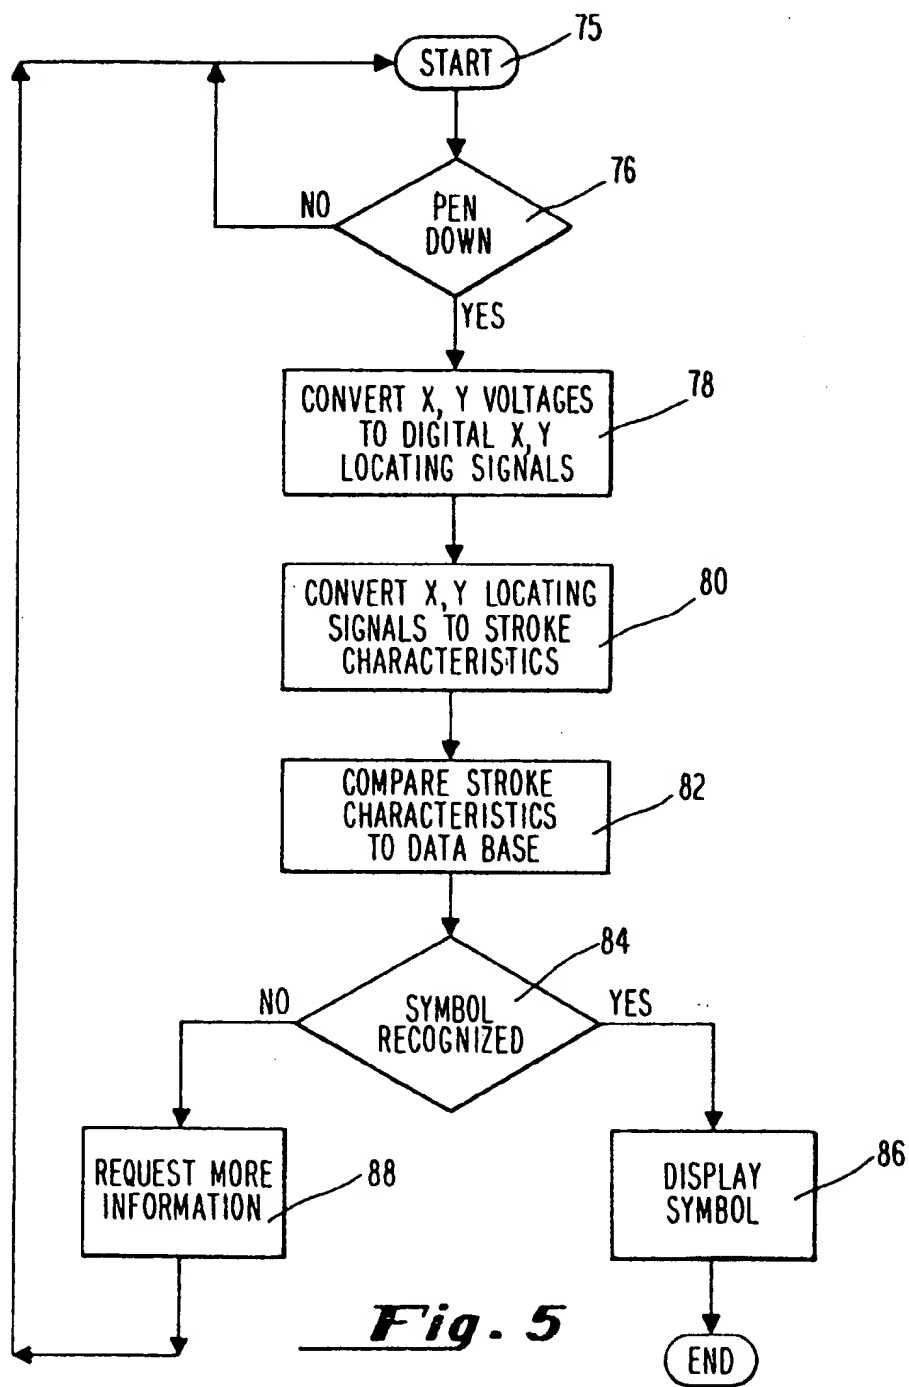 75
START
76
NO
PEN
DOWN
YES
78
CONVERT X, Y VOLTAGES
TO DIGITAL X, Y
LOCATING SIGNALS
80
CONVERT X, Y LOCATING
SIGNALS TO STROKE
CHARACTERISTICS
82
COMPARE STROKE
CHARACTERISTICS
TO DATA BASE
84
NO
YES
SYMBOL
RECOGNIZED
REQUEST MORE
INFORMATION
88
DISPLAY
SYMBOL
86
Fig. 5
END